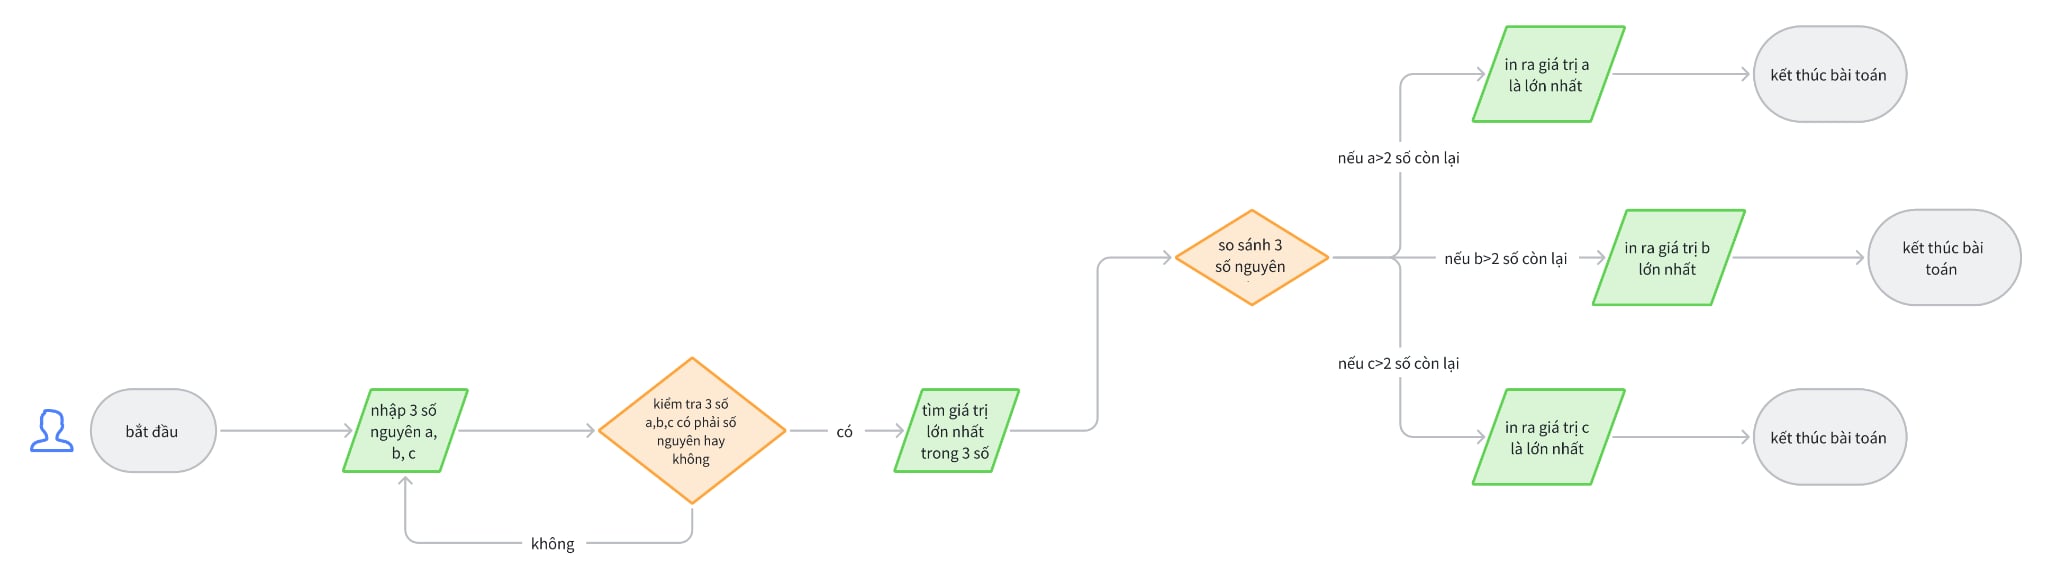 bắt đầu
nhập 3 số
nguyên a,
b, c
kiểm tra 3 số
a,b,c có phải số
nguyên hay
không
không
có
tìm giá trị
lớn nhất
trong 3 số
so sánh 3
số nguyên
nếu a>2 số còn lại
in ra giá trị a
là lớn nhất
kết thúc bài toán
nếu b>2 số còn lại
in ra giá trị b
lớn nhất
kết thúc bài
toán
nếu c>2 số còn lại
in ra giá trị c
là lớn nhất
kết thúc bài toán